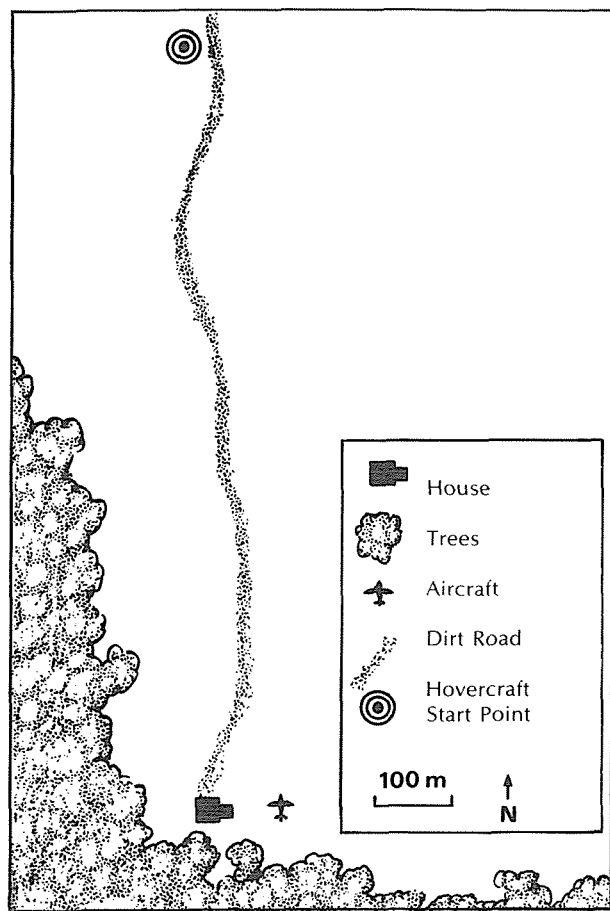 House
Trees
Aircraft
Dirt Road
Hovercraft
Start Point
100 m
N